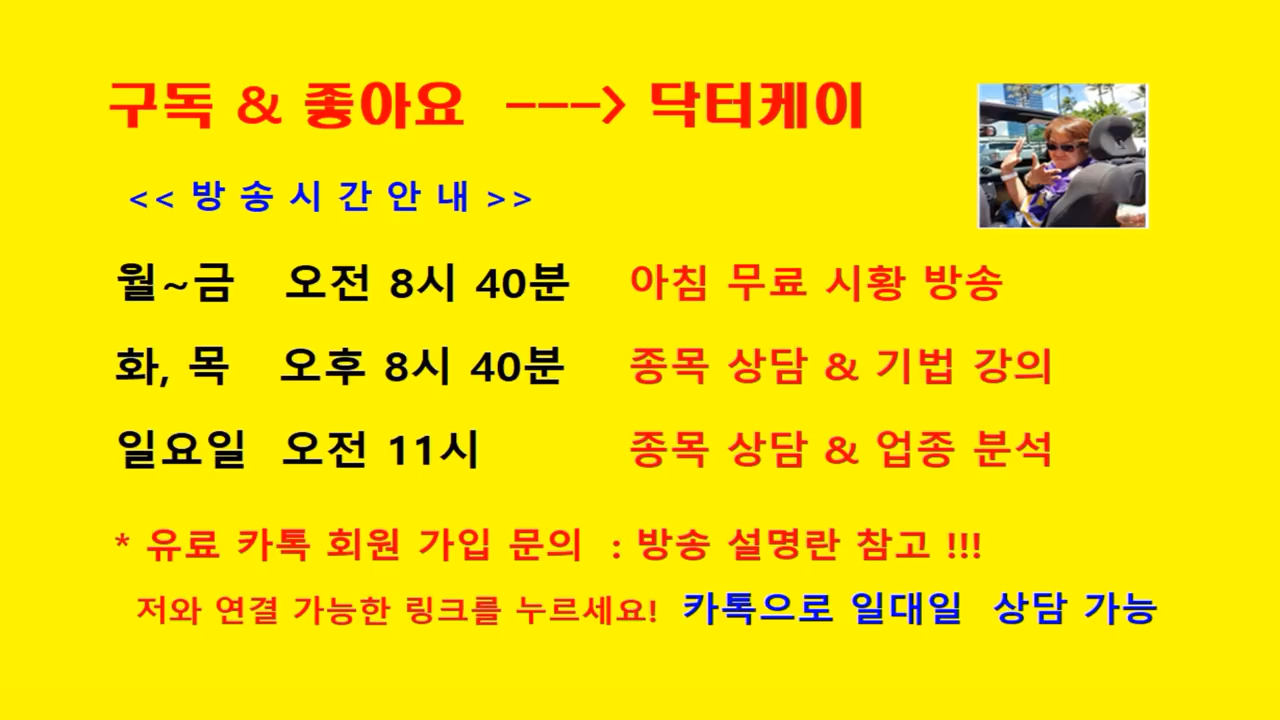 구독 & 좋아요 ---> 닥터케이
<< 방 송 시 간 안 내 >>
월~금 오전 8시 40분 아침 무료 시황 방송
화, 목 오후 8시 40분 종목 상담 & 기법 강의
일요일 오전 11시 종목 상담 & 업종 분석
* 유료 카톡 회원 가입 문의 : 방송 설명란 참고 !!!
저와 연결 가능한 링크를 누르세요! 카톡으로 일대일 상담 가능